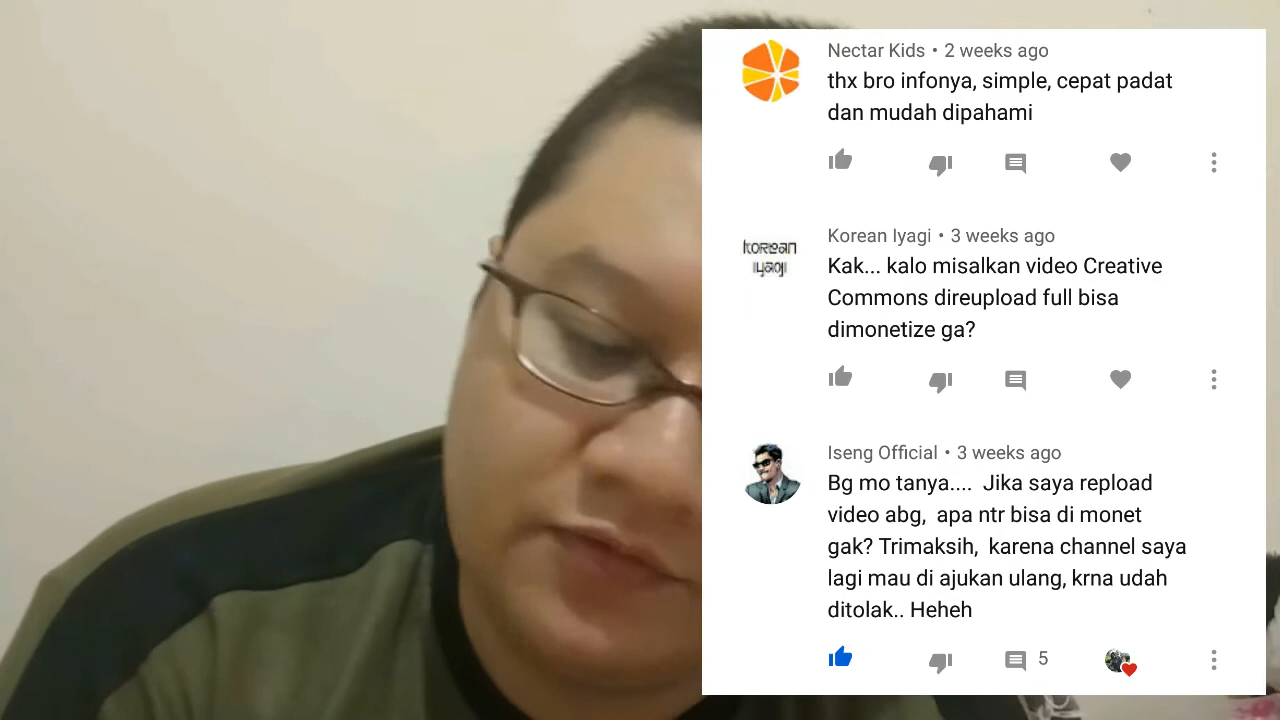 Nectar Kids • 2 weeks ago
thx bro infonya, simple, cepat padat
dan mudah dipahami
Korean Iyagi • 3 weeks ago
KOREAN
IYAGI
Kak... kalo misalkan video Creative
Commons direupload full bisa
dimonetize ga?
Iseng Official • 3 weeks ago
Bg mo tanya.... Jika saya repload
video abg, apa ntr bisa di monet
gak? Trimaksih, karena channel saya
lagi mau di ajukan ulang, krna udah
ditolak.. Heheh
5